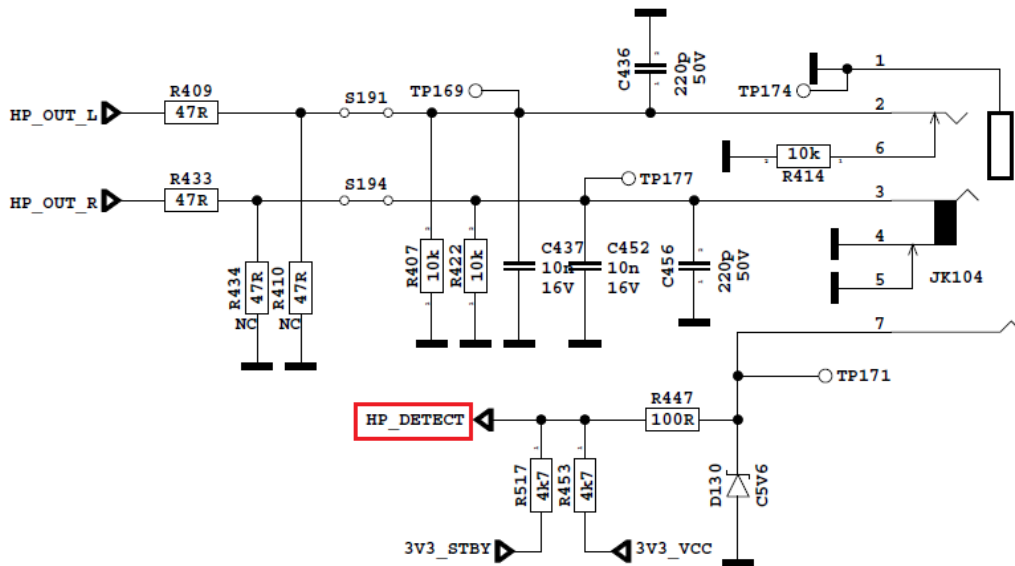 C436
220p
50V
1
R409
S191
TP169
TP174
2
HP_OUT_L
47R
10k
6
R414
R433
S194
TP177
3
HP_OUT_R
47R
4
R434
47R
NC
R410
47R
NC
R407
10k
R422
10k
C437
10n
16V
C452
10n
16V
C456
220p
50V
5
JK104
7
TP171
R447
HP_DETECT
100R
R517
4k7
R453
4k7
D130
C5V6
3V3_STBY
3V3_VCC